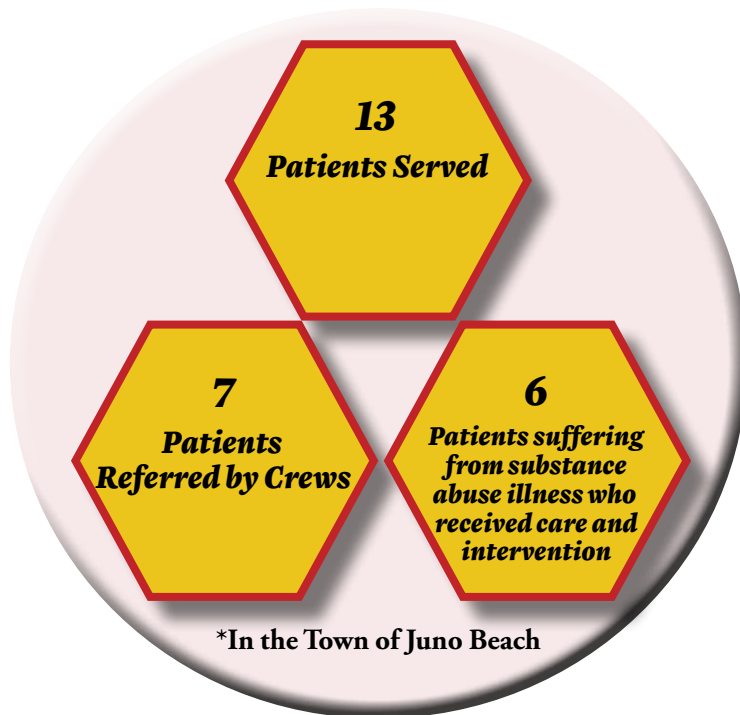 13
Patients Served
7
Patients
Referred by Crews
6
Patients suffering
from substance
abuse illness who
received care and
intervention
*In the Town of Juno Beach